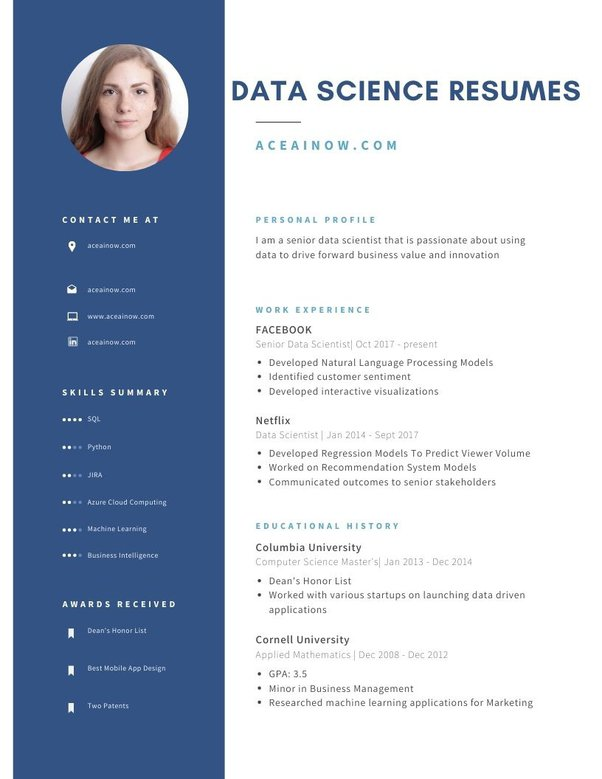 DATA SCIENCE RESUMES
ACEAINOW.COM
CONTACT ME AT
aceainow.com
aceainow.com
www.aceainow.com
in aceainow.com
SKILLS SUMMARY
SQL
Python
JIRA
Azure Cloud Computing
Machine Learning
Business Intelligence
AWARDS RECEIVED
Dean's Honor List
Best Mobile App Design
Two Patents
PERSONAL PROFILE
I am a senior data scientist that is passionate about using
data to drive forward business value and innovation
WORK EXPERIENCE
FACEBOOK
Senior Data Scientist| Oct 2017 - present
• Developed Natural Language Processing Models
• Identified customer sentiment
• Developed interactive visualizations
Netflix
Data Scientist | Jan 2014 - Sept 2017
• Developed Regression Models To Predict Viewer Volume
• Worked on Recommendation System Models
• Communicated outcomes to senior stakeholders
EDUCATIONAL HISTORY
Columbia University
Computer Science Master's| Jan 2013 - Dec 2014
• Dean's Honor List
• Worked with various startups on launching data driven
applications
Cornell University
Applied Mathematics | Dec 2008 - Dec 2012
• GPA: 3.5
• Minor in Business Management
• Researched machine learning applications for Marketing